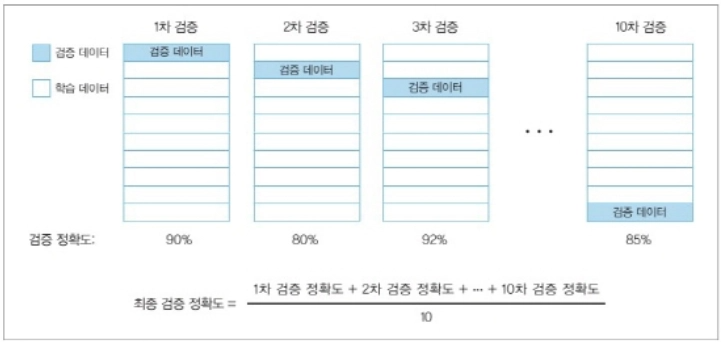 1차 검증 2차 검증 3차 검증 10차 검증
검증 데이터 검증 데이터
학습 데이터 검증 데이터
검증 데이터
...
검증 데이터
검증 정확도: 90% 80% 92% 85%
1차 검증 정확도 + 2차 검증 정확도 + ··· + 10차 검증 정확도
최종 검증 정확도 =
10